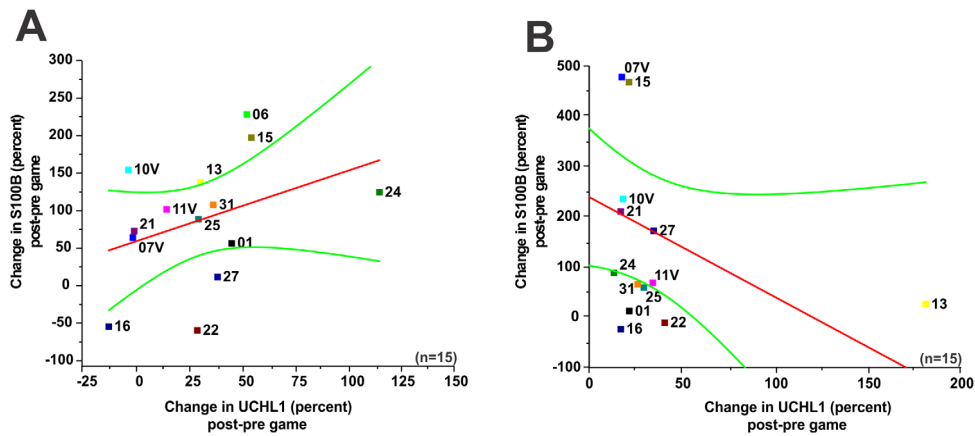 A
300
250
200
150
100
50
0
-50
-100
Change in S100B (percent)
post-pre game
06
15
10V
13
24
11V
31
21
25
07V
01
27
16
22
(n=15)
-25 0 25 50 75 100 125 150
Change in UCHL1 (percent)
post-pre game
B
500
400
300
200
100
0
-100
Change in S100B (percent)
post-pre game
07V
15
10V
21
27
24
11V
31
25
01
13
16
22
(n=15)
0 50 100 150 200
Change in UCHL1 (percent)
post-pre game